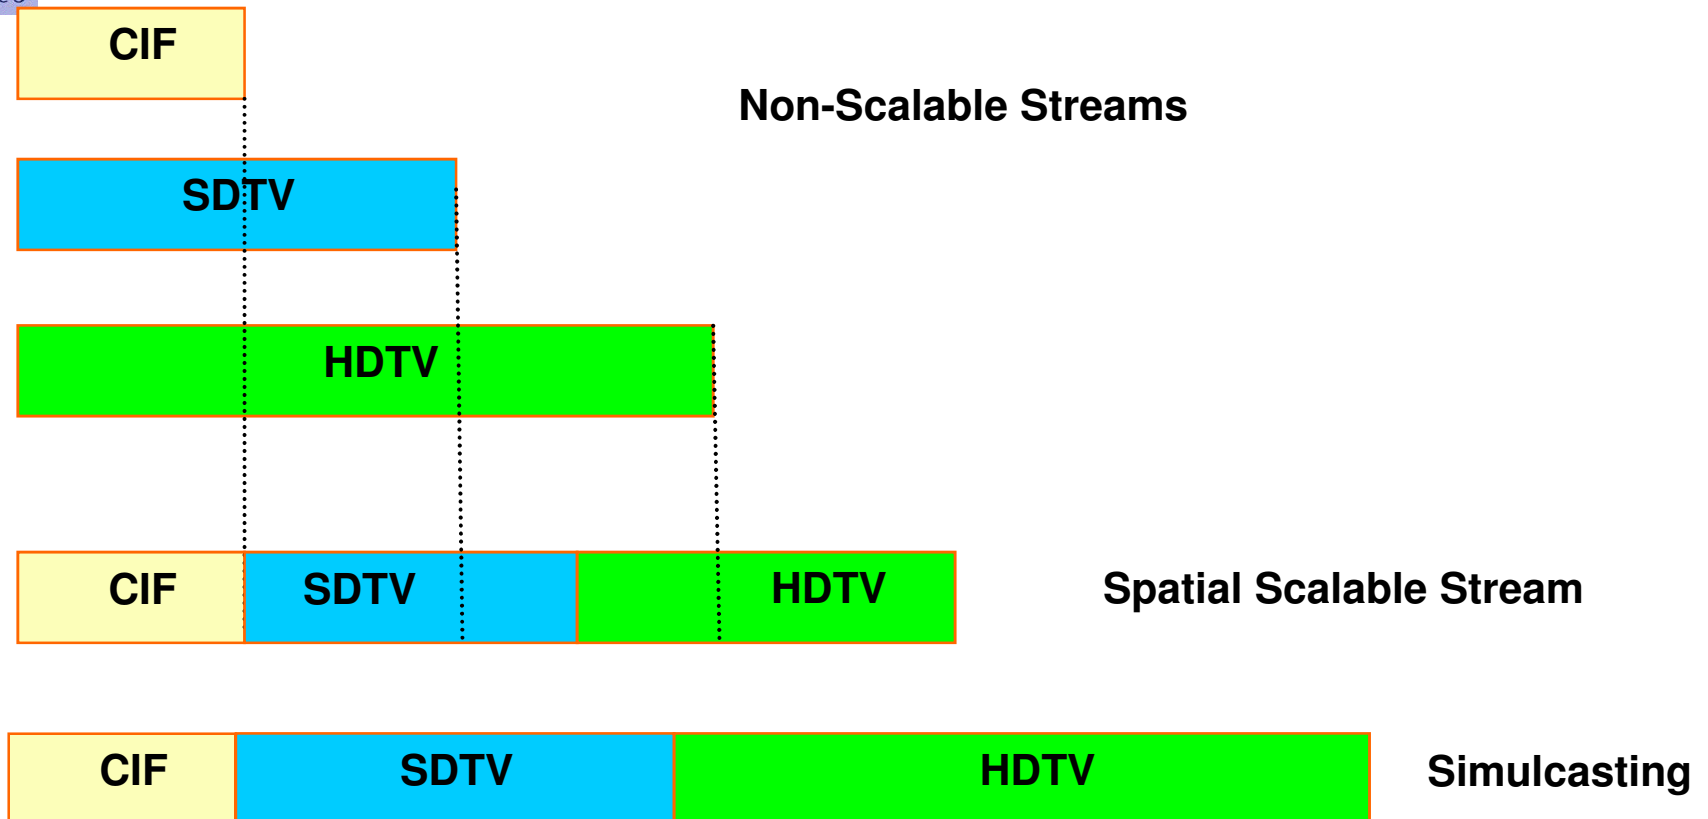 CIF
Non-Scalable Streams
SDTV
HDTV
CIF SDTV HDTV Spatial Scalable Stream
CIF SDTV HDTV Simulcasting